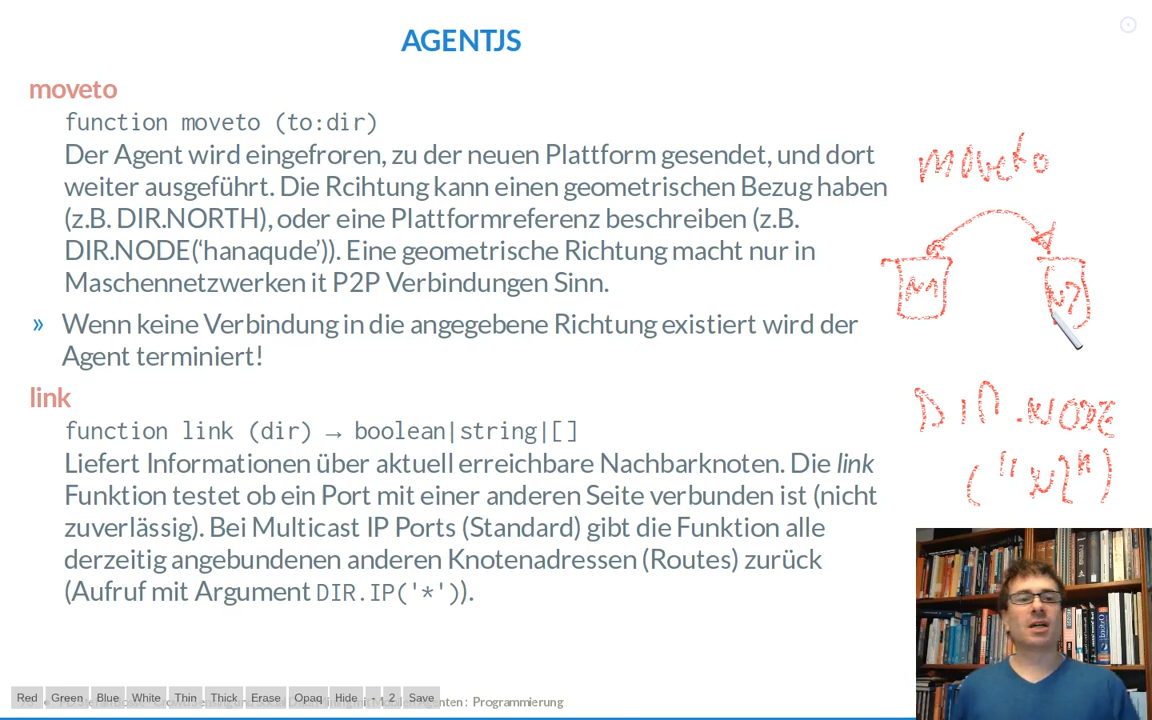 AGENTJS
moveto
function moveto (to:dir)
Der Agent wird eingefroren, zu der neuen Plattform gesendet, und dort
weiter ausgeführt. Die Rcihtung kann einen geometrischen Bezug haben
(z.B. DIR.NORTH), oder eine Plattformreferenz beschreiben (z.B.
DIR.NODE(‘hanaqude’)). Eine geometrische Richtung macht nur in
Maschennetzwerken it P2P Verbindungen Sinn.
» Wenn keine Verbindung in die angegebene Richtung existiert wird der
Agent terminiert!
link
function link (dir) → boolean|string|[]
Liefert Informationen über aktuell erreichbare Nachbarknoten. Die link
Funktion testet ob ein Port mit einer anderen Seite verbunden ist (nicht
zuverlässig). Bei Multicast IP Ports (Standard) gibt die Funktion alle
derzeitig angebundenen anderen Knotenadressen (Routes) zurück
(Aufruf mit Argument DIR.IP('*')).
moveto
N1
N2
DIR.NODE
("N2")
Red Green Blue White Thin Thick Erase Opaq Hide - 2 Save
: Programmierung